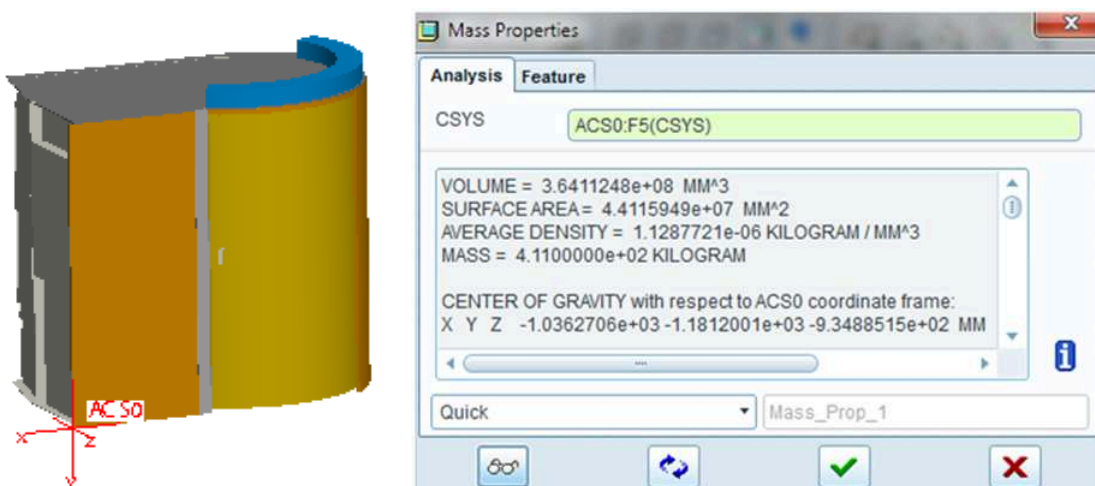 Mass Properties
Analysis Feature
CSYS ACS0:F5(CSYS)
VOLUME = 3.6411248e+08 MM^3
SURFACE AREA = 4.4115949e+07 MM^2
AVERAGE DENSITY = 1.1287721e-06 KILOGRAM / MM^3
MASS = 4.1100000e+02 KILOGRAM
CENTER OF GRAVITY with respect to ACS0 coordinate frame:
X Y Z -1.0362706e+03 -1.1812001e+03 -9.3488515e+02 MM
Quick Mass_Prop_1
ACS0
X Z
Y